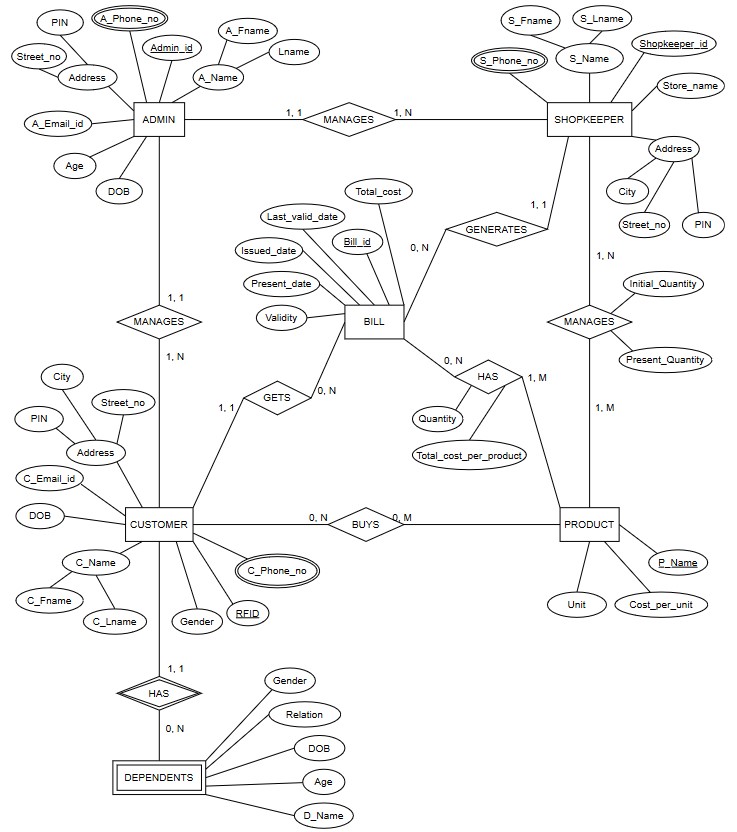 S_Fname
S_Lname
A_Phone_no
PIN
A_Fname
Admin_id
Shopkeeper_id
Lname
Street_no
S_Phone_no
S_Name
Address
A_Name
Store_name
1, 1
1, N
ADMIN
MANAGES
SHOPKEEPER
A_Email_id
Address
Age
DOB
Total_cost
City
1, 1
Last_valid_date
Street_no
PIN
GENERATES
Bill_id
0, N
Issued_date
1, N
Present_date
Initial_Quantity
1, 1
Validity
MANAGES
BILL
MANAGES
1, N
Present_Quantity
0, N
City
HAS
1, M
0, N
GETS
Street_no
1, 1
1, M
PIN
Quantity
Address
Total_cost_per_product
C_Email_id
DOB
0, N
0, M
CUSTOMER
BUYS
PRODUCT
C_Name
P_Name
C_Phone_no
C_Fname
Unit
Cost_per_unit
RFID
C_Lname
Gender
1, 1
Gender
HAS
Relation
0, N
DOB
DEPENDENTS
Age
D_Name